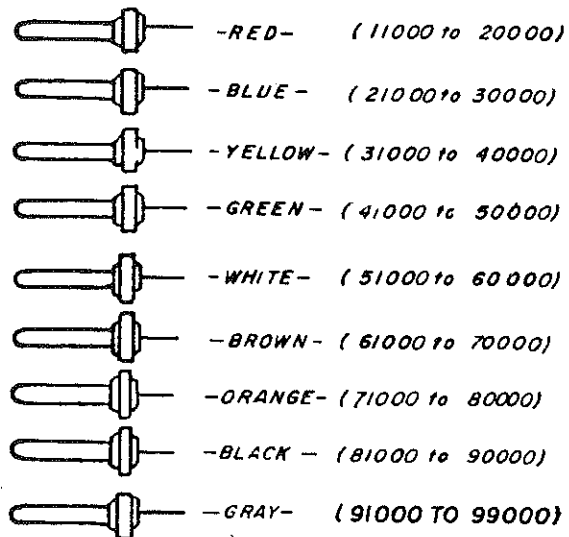 -RED- (11000 to 20000)
-BLUE- (21000 to 30000)
-YELLOW- (31000 to 40000)
-GREEN- (41000 to 50000)
-WHITE- (51000 to 60000)
-BROWN- (61000 to 70000)
-ORANGE- (71000 to 80000)
-BLACK- (81000 to 90000)
-GRAY- (91000 TO 99000)